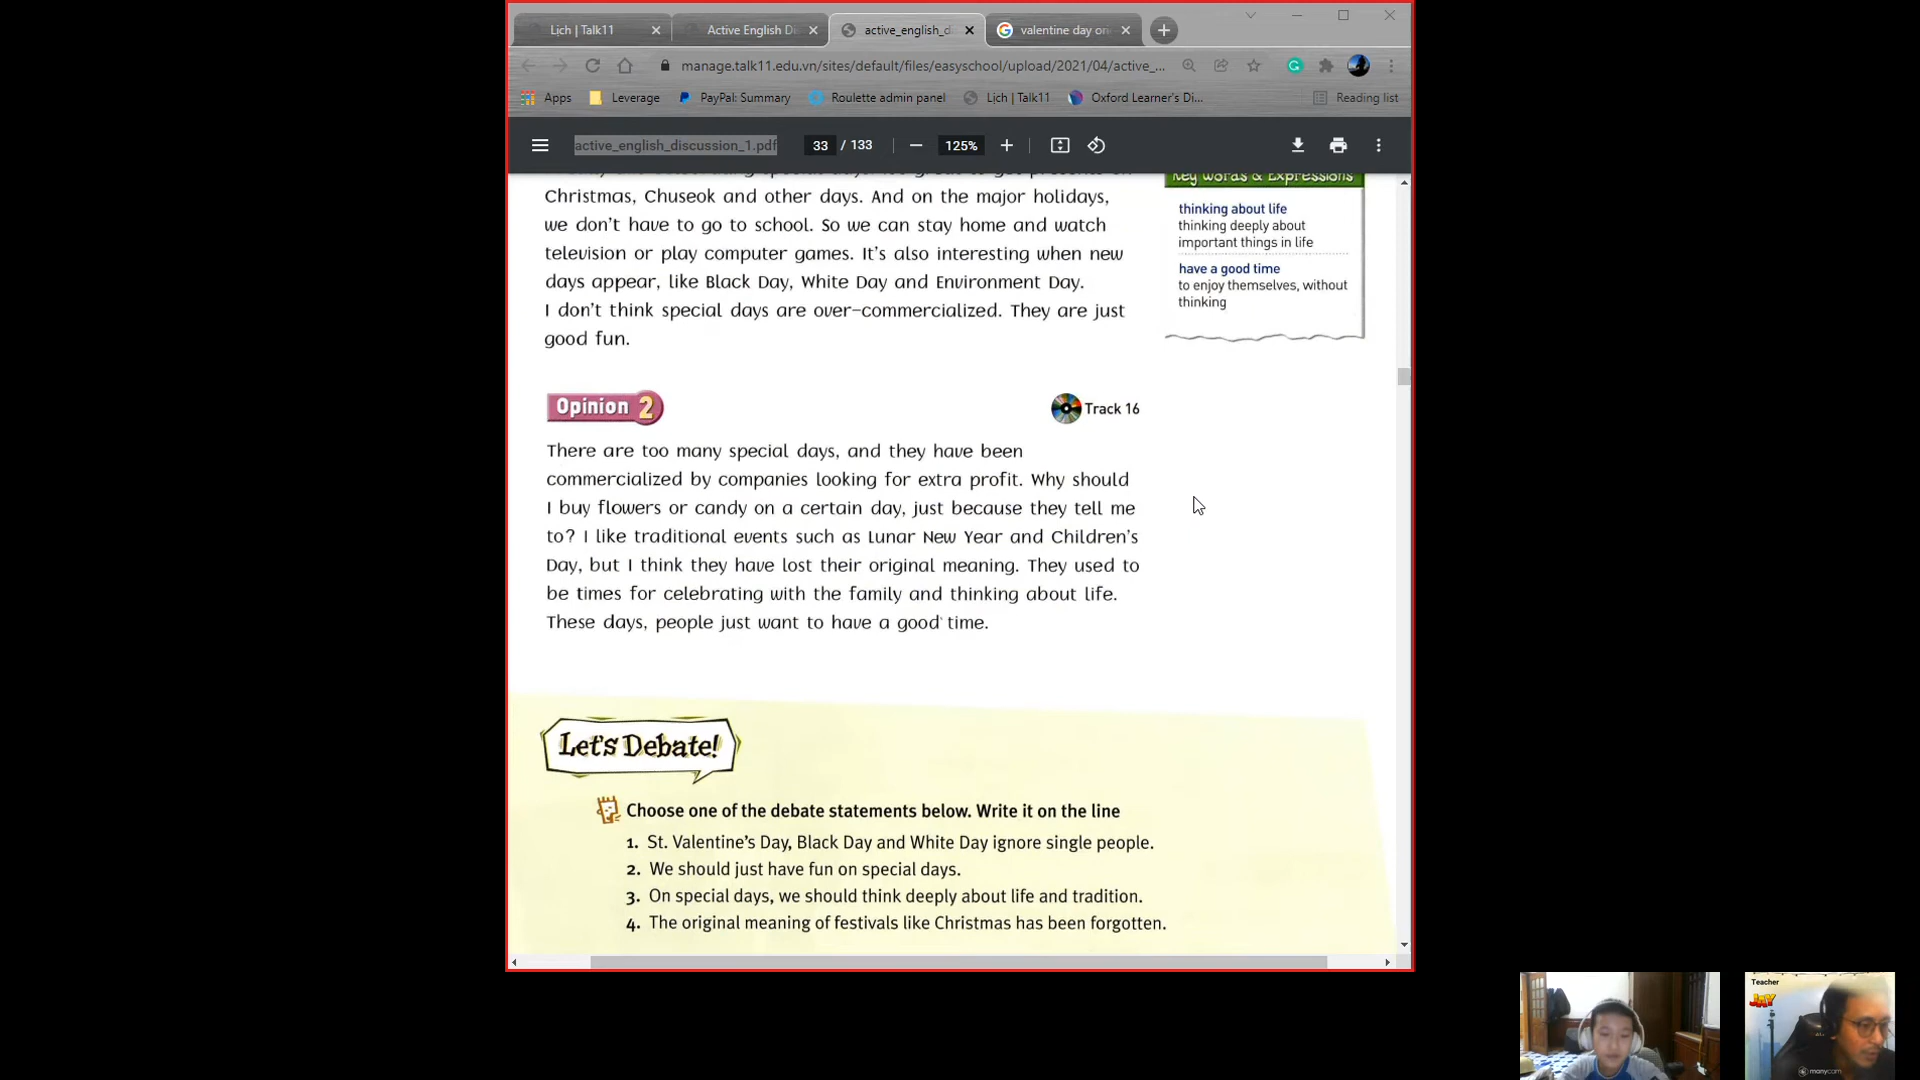 Lịch | Talk11
Active English Di
active_english_d
valentine day on
manage.talk11.edu.vn/sites/default/files/easyschool/upload/2021/04/active_...
Apps
Leverage
PayPal: Summary
Roulette admin panel
Lịch | Talk11
Oxford Learner's Di...
Reading list
active_english_discussion_1.pdf
33 / 133
125%
Christmas, Chuseok and other days. And on the major holidays,
we don't have to go to school. So we can stay home and watch
television or play computer games. It's also interesting when new
days appear, like Black Day, White Day and Environment Day.
I don't think special days are over-commercialized. They are just
good fun.
Key Words & Expressions
thinking about life
thinking deeply about
important things in life
have a good time
to enjoy themselves, without
thinking
Opinion 2
Track 16
There are too many special days, and they have been
commercialized by companies looking for extra profit. Why should
I buy flowers or candy on a certain day, just because they tell me
to? I like traditional events such as Lunar New Year and Children's
Day, but I think they have lost their original meaning. They used to
be times for celebrating with the family and thinking about life.
These days, people just want to have a good time.
Let's Debate!
Choose one of the debate statements below. Write it on the line
1. St. Valentine's Day, Black Day and White Day ignore single people.
2. We should just have fun on special days.
3. On special days, we should think deeply about life and tradition.
4. The original meaning of festivals like Christmas has been forgotten.
Teacher
JAY
manycam